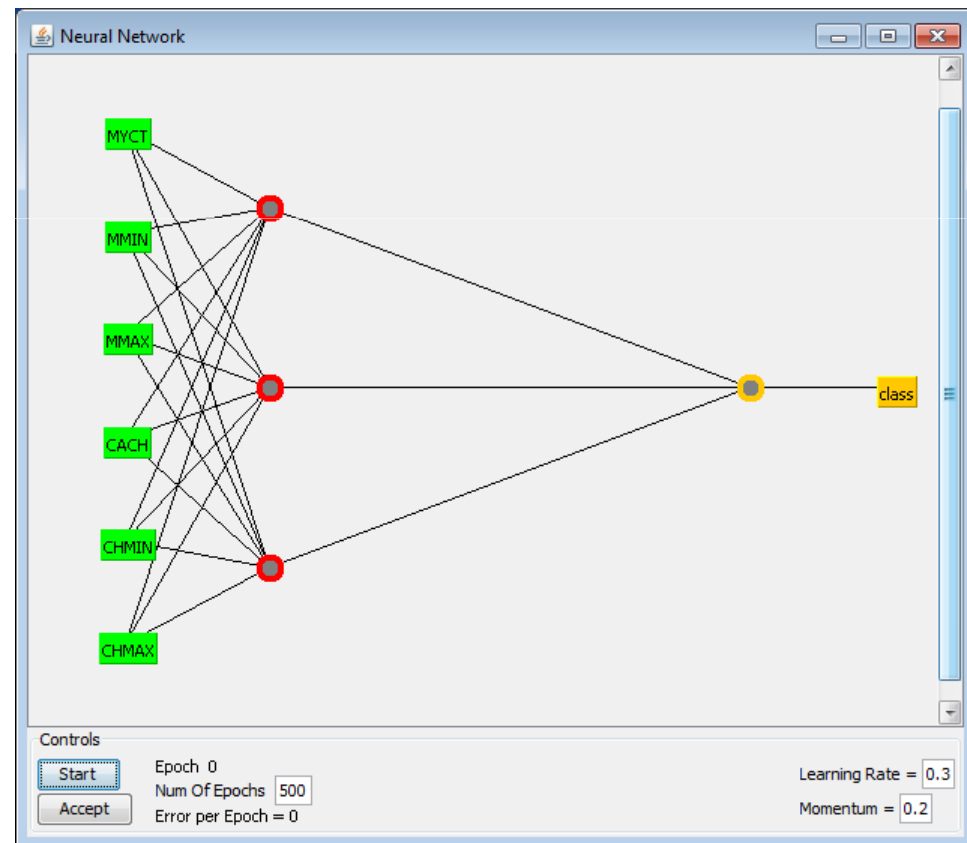 Neural Network
MYCT
MMIN
MMAX
class
CACH
CHMIN
CHMAX
Controls
Start
Accept
Epoch 0
Num Of Epochs 500
Error per Epoch = 0
Learning Rate = 0.3
Momentum = 0.2